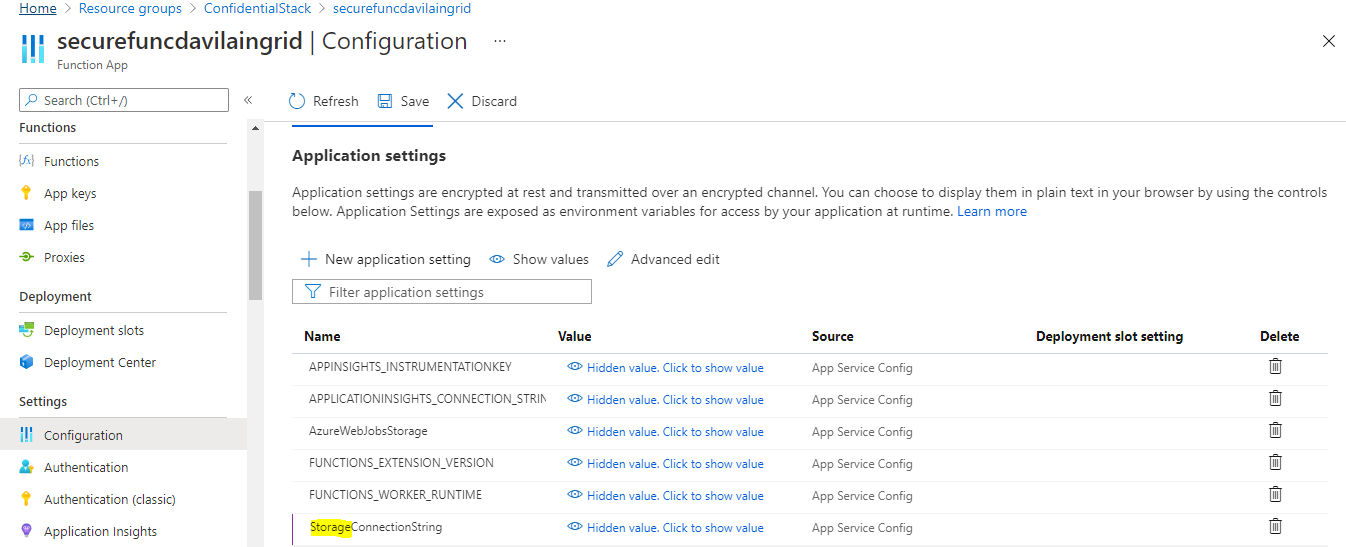 Home > Resource groups > ConfidentialStack > securefuncdavilaingrid
securefuncdavilaingrid | Configuration ...
Function App
Search (Ctrl+/)
«
Refresh Save Discard
Functions
Functions
App keys
App files
Proxies
Deployment
Deployment slots
Deployment Center
Settings
Configuration
Authentication
Authentication (classic)
Application Insights
Application settings
Application settings are encrypted at rest and transmitted over an encrypted channel. You can choose to display them in plain text in your browser by using the controls
below. Application Settings are exposed as environment variables for access by your application at runtime. Learn more
New application setting Show values Advanced edit
Filter application settings
Name Value Source Deployment slot setting Delete
APPINSIGHTS_INSTRUMENTATIONKEY Hidden value. Click to show value App Service Config
APPLICATIONINSIGHTS_CONNECTION_STRIN Hidden value. Click to show value App Service Config
AzureWebJobsStorage Hidden value. Click to show value App Service Config
FUNCTIONS_EXTENSION_VERSION Hidden value. Click to show value App Service Config
FUNCTIONS_WORKER_RUNTIME Hidden value. Click to show value App Service Config
StorageConnectionString Hidden value. Click to show value App Service Config